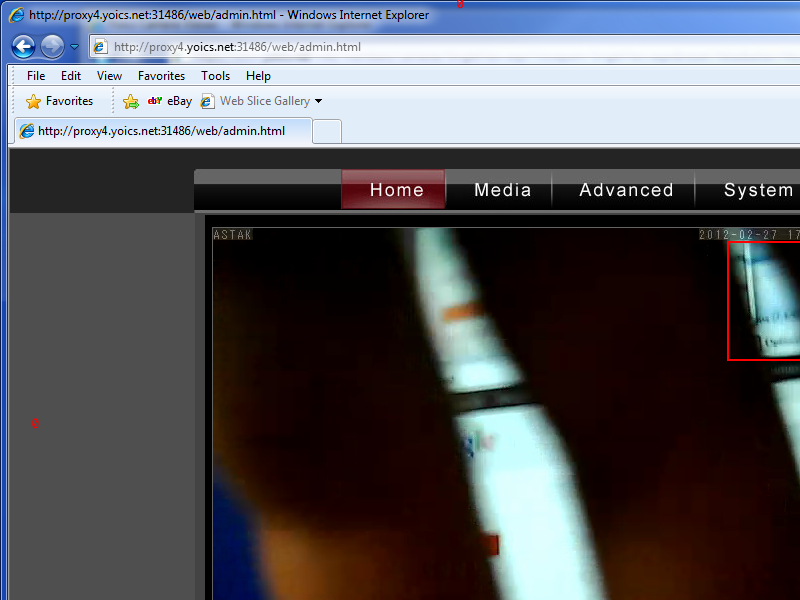 http://proxy4.yoics.net:31486/web/admin.html - Windows Internet Explorer
http://proxy4.yoics.net:31486/web/admin.html
File Edit View Favorites Tools Help
Favorites eb Y eBay Web Slice Gallery
http://proxy4.yoics.net:31486/web/admin.html
Home Media Advanced System
ASTAK 2012-02-27 17